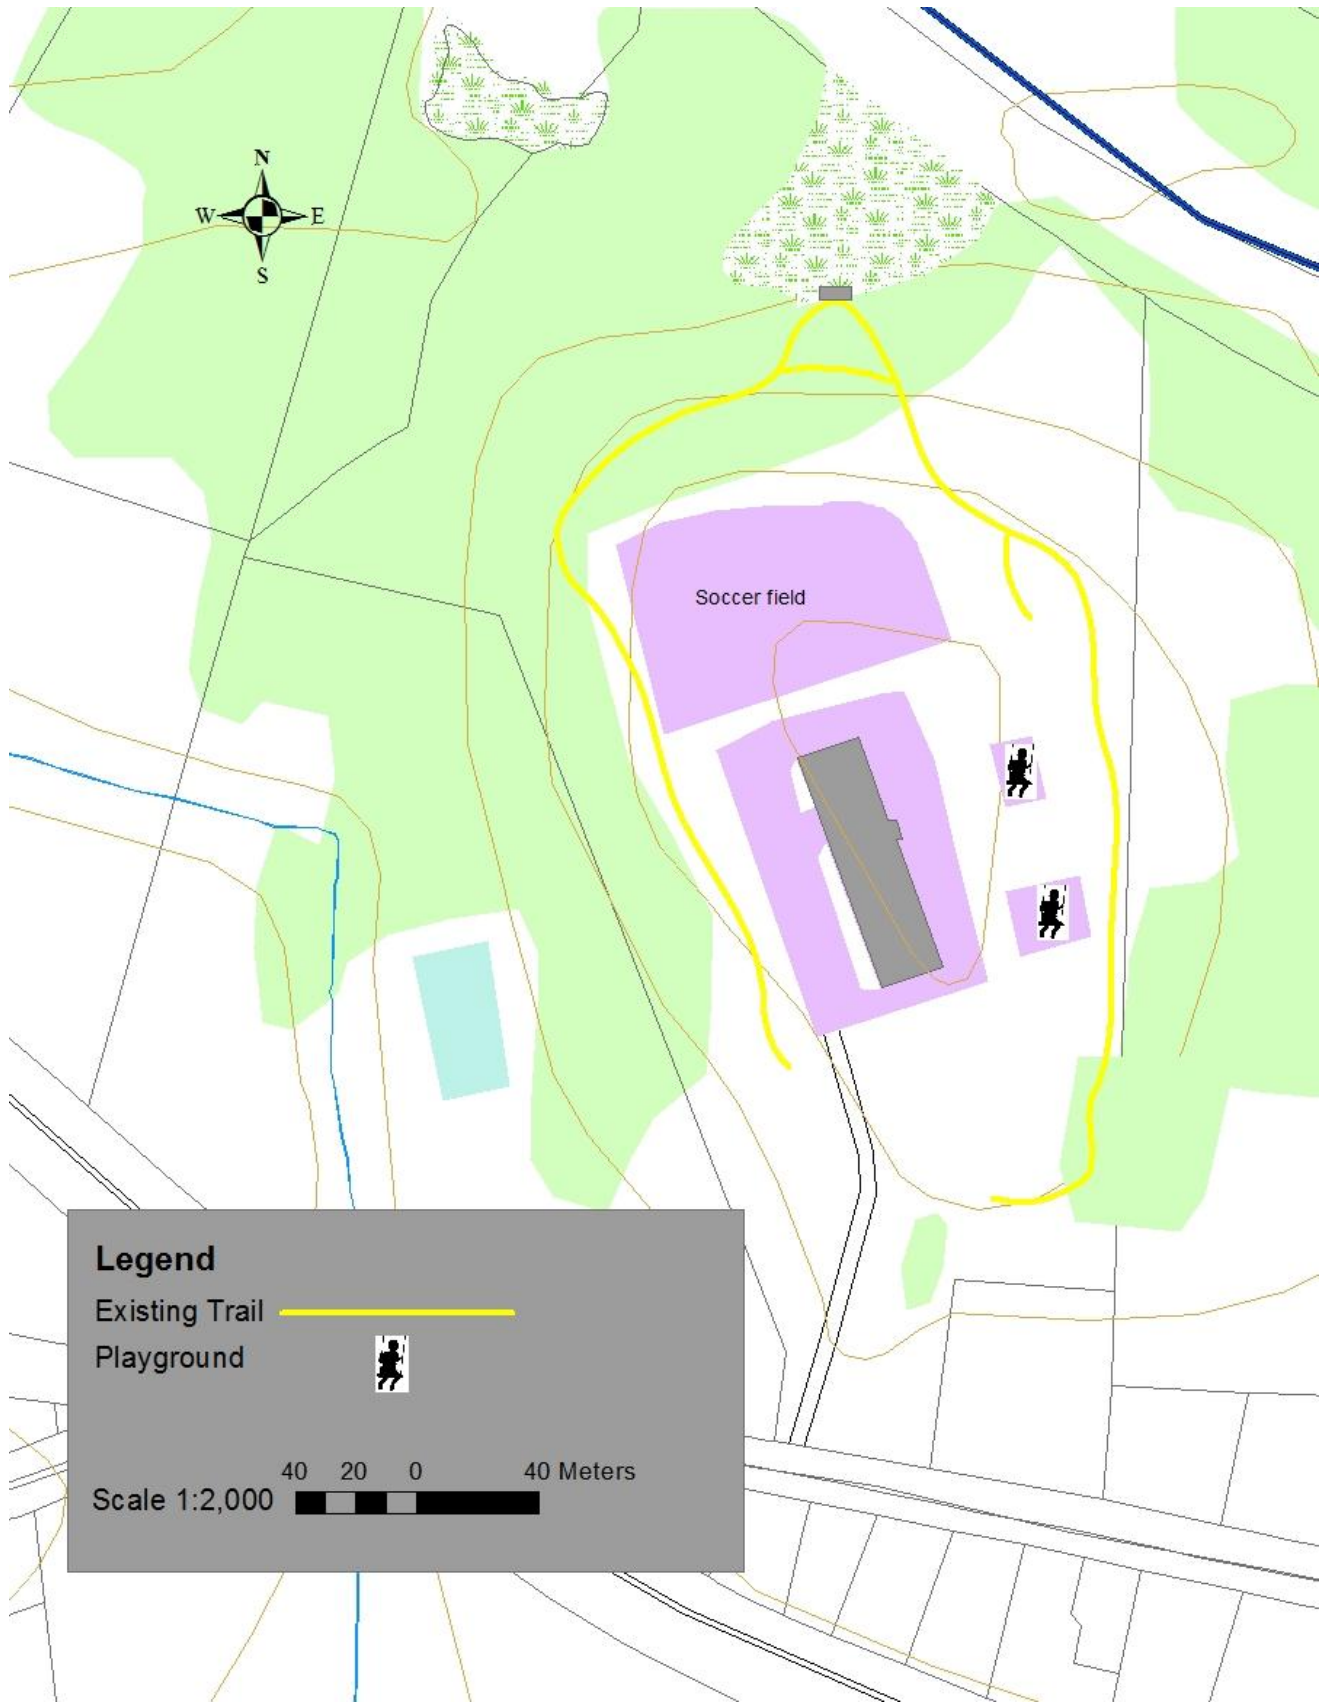 N
W E
S
Soccer field
Legend
Existing Trail
Playground
40 20 0 40 Meters
Scale 1:2,000